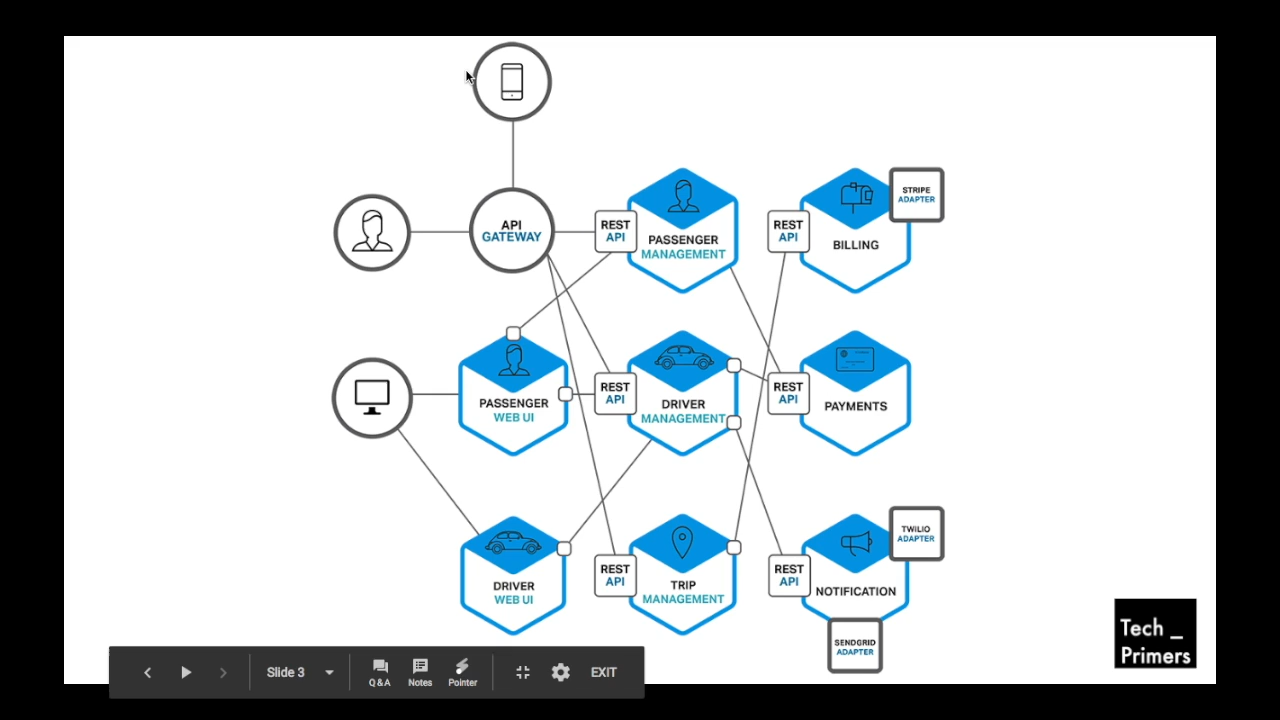 API
GATEWAY
REST
API
PASSENGER
MANAGEMENT
REST
API
BILLING
STRIPE
ADAPTER
PASSENGER
WEB UI
REST
API
DRIVER
MANAGEMENT
REST
API
PAYMENTS
DRIVER
WEB UI
REST
API
TRIP
MANAGEMENT
REST
API
NOTIFICATION
TWILIO
ADAPTER
SENDGRID
ADAPTER
Tech _
Primers
Slide 3
Q & A
Notes
Pointer
EXIT